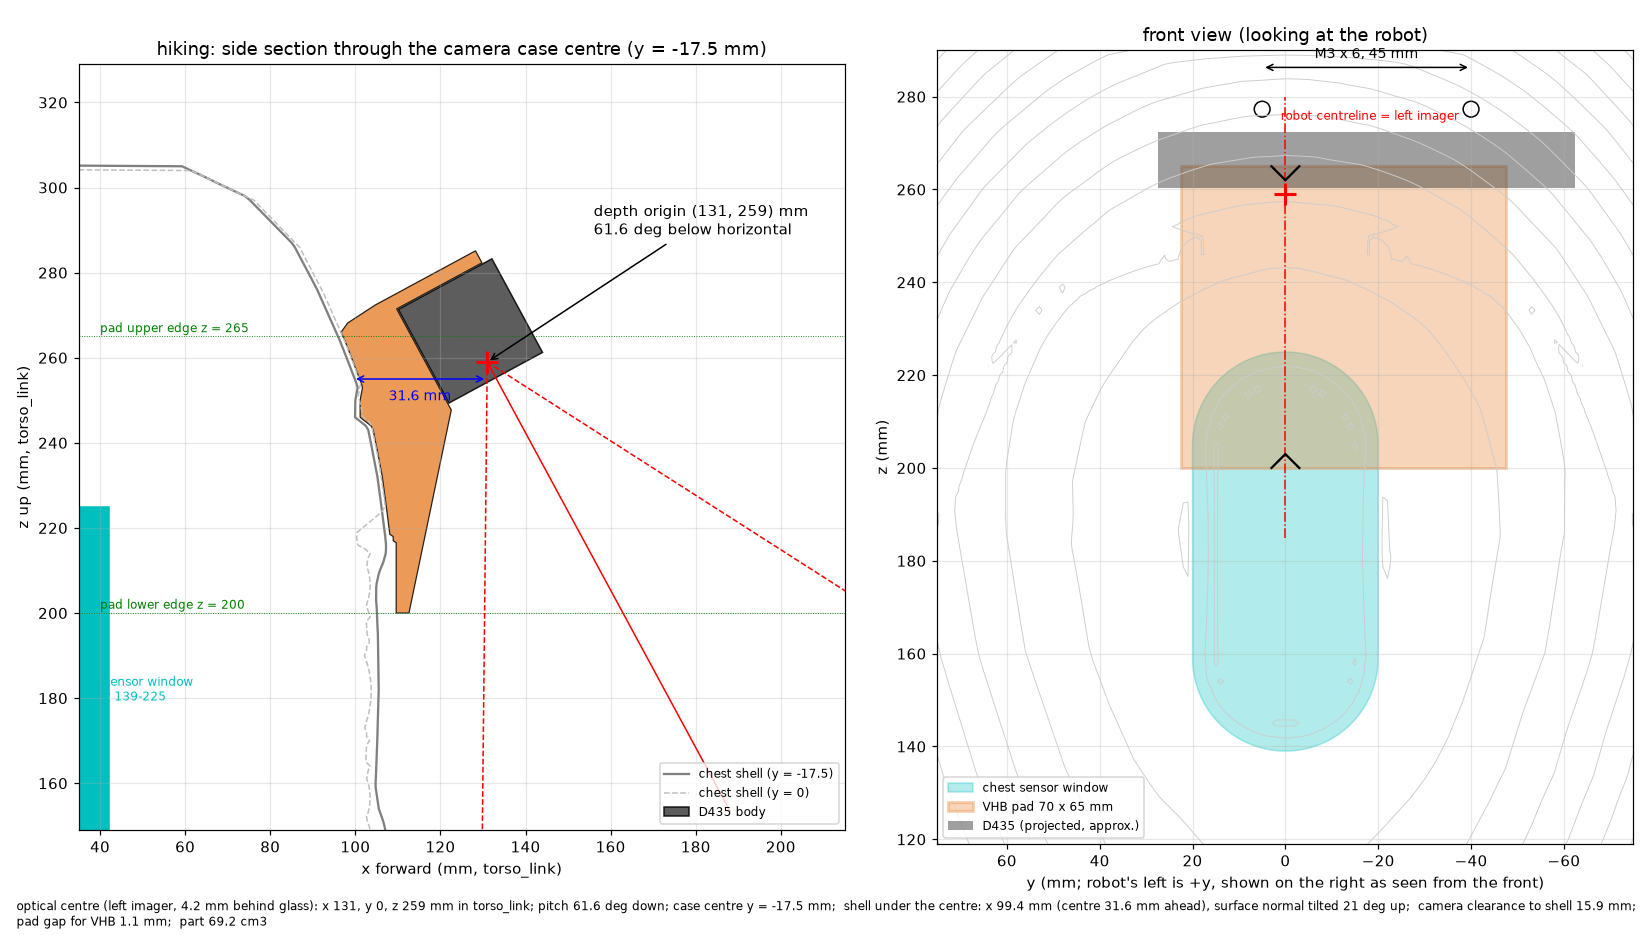 hiking: side section through the camera case centre (y = -17.5 mm)
320
300
280
260
240
220
200
180
160
z up (mm, torso_link)
depth origin (131, 259) mm
61.6 deg below horizontal
pad upper edge z = 265
31.6 mm
pad lower edge z = 200
ensor window
139-225
chest shell (y = -17.5)
chest shell (y = 0)
D435 body
40 60 80 100 120 140 160 180 200
x forward (mm, torso_link)
front view (looking at the robot)
M3 x 6, 45 mm
robot centreline = left imager
280
260
240
220
200
180
160
140
120
z (mm)
chest sensor window
VHB pad 70 x 65 mm
D435 (projected, approx.)
60 40 20 0 −20 −40 −60
y (mm; robot's left is +y, shown on the right as seen from the front)
optical centre (left imager, 4.2 mm behind glass): x 131, y 0, z 259 mm in torso_link; pitch 61.6 deg down; case centre y = -17.5 mm;  shell under the centre: x 99.4 mm (centre 31.6 mm ahead), surface normal tilted 21 deg up;  camera clearance to shell 15.9 mm;
pad gap for VHB 1.1 mm;  part 69.2 cm3